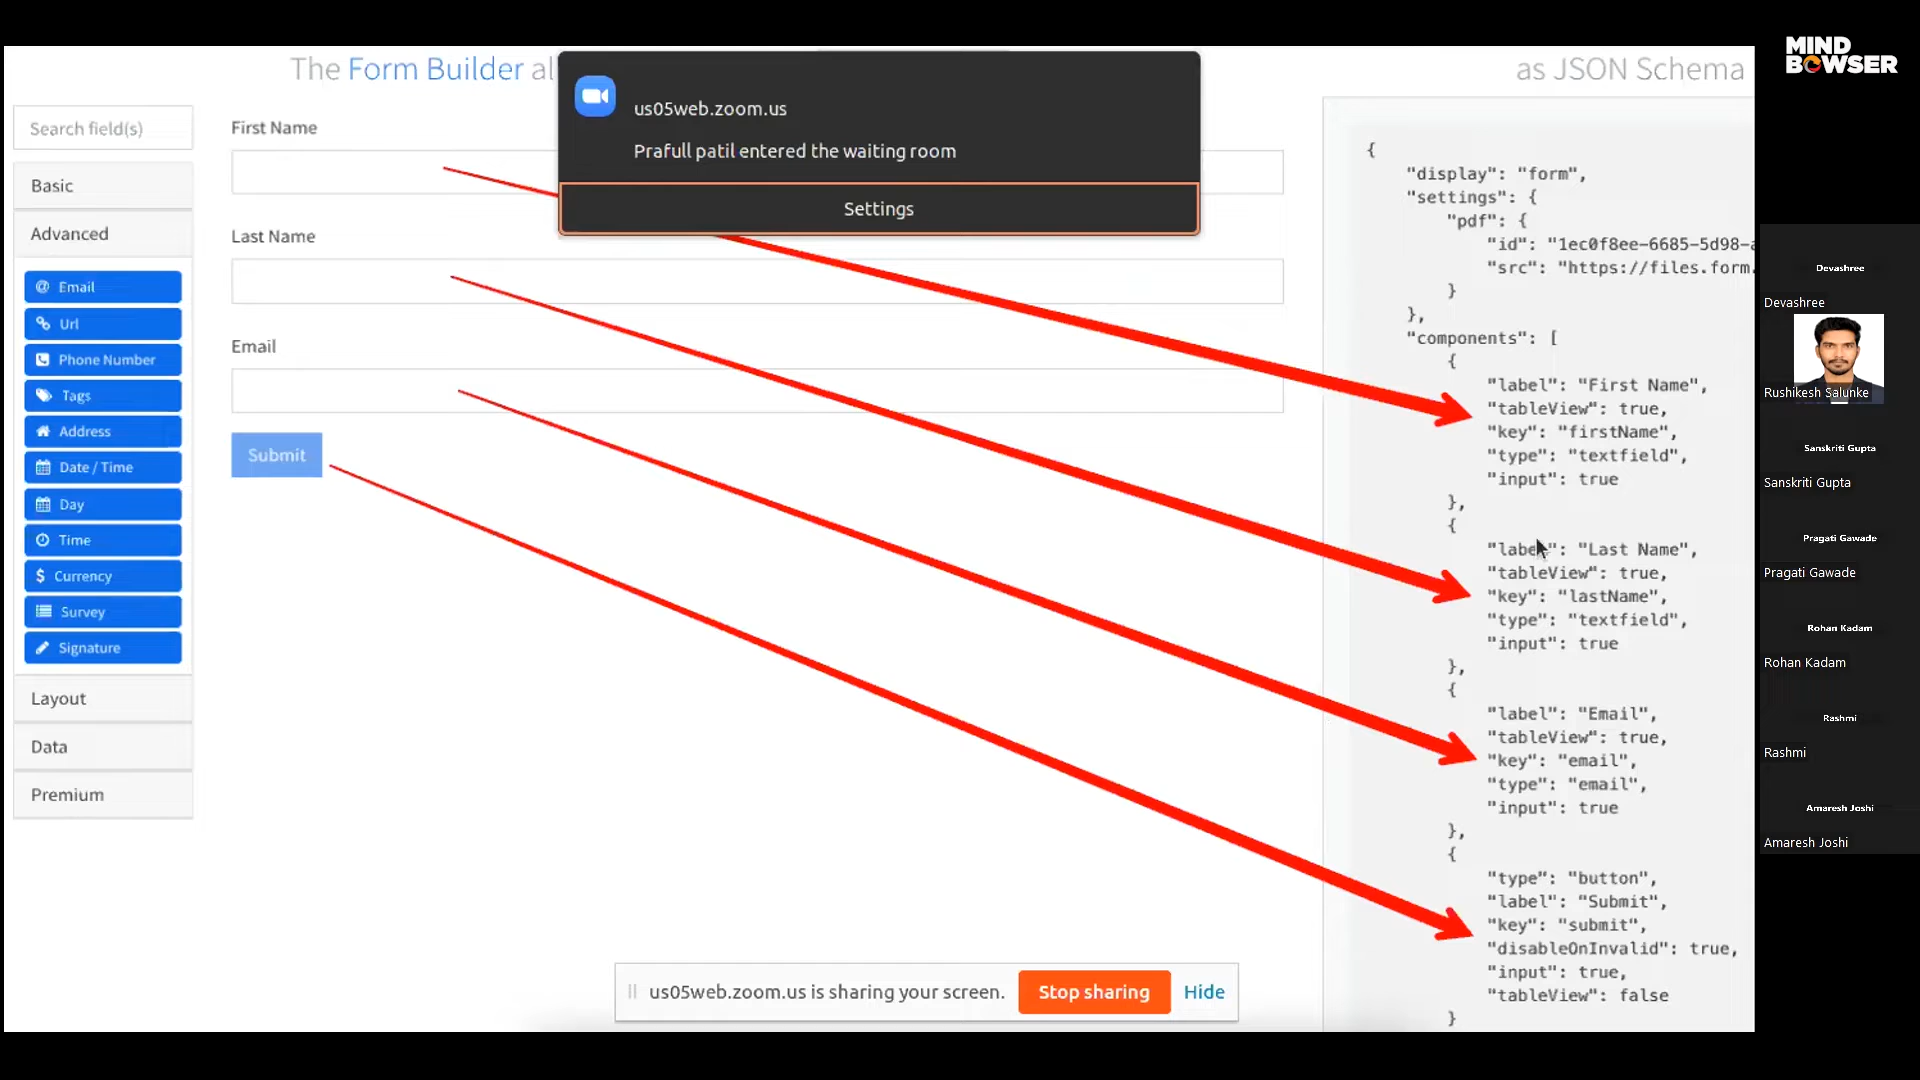 MIND
BOWSER
The Form Builder al
as JSON Schema
us05web.zoom.us
Prafull patil entered the waiting room
Settings
Search field(s)
Basic
Advanced
Email
Url
Phone Number
Tags
Address
Date / Time
Day
Time
Currency
Survey
Signature
Layout
Data
Premium
First Name
Last Name
Email
Submit
{
"display": "form",
"settings": {
"pdf": {
"id": "1ec0f8ee-6685-5d98-a
"src": "https://files.form.
}
},
"components": [
{
"label": "First Name",
"tableView": true,
"key": "firstName",
"type": "textfield",
"input": true
},
{
"label": "Last Name",
"tableView": true,
"key": "lastName",
"type": "textfield",
"input": true
},
{
"label": "Email",
"tableView": true,
"key": "email",
"type": "email",
"input": true
},
{
"type": "button",
"label": "Submit",
"key": "submit",
"disableOnInvalid": true,
"input": true,
"tableView": false
}
us05web.zoom.us is sharing your screen.
Stop sharing
Hide
Devashree
Devashree
Rushikesh Salunke
Sanskriti Gupta
Sanskriti Gupta
Pragati Gawade
Pragati Gawade
Rohan Kadam
Rohan Kadam
Rashmi
Rashmi
Amaresh Joshi
Amaresh Joshi